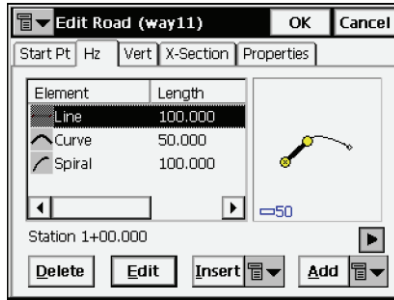 Edit Road (way11) OK Cancel
Start Pt Hz Vert X-Section Properties
Element Length
Line 100.000
Curve 50.000
Spiral 100.000
50
Station 1+00.000
Delete Edit Insert Add